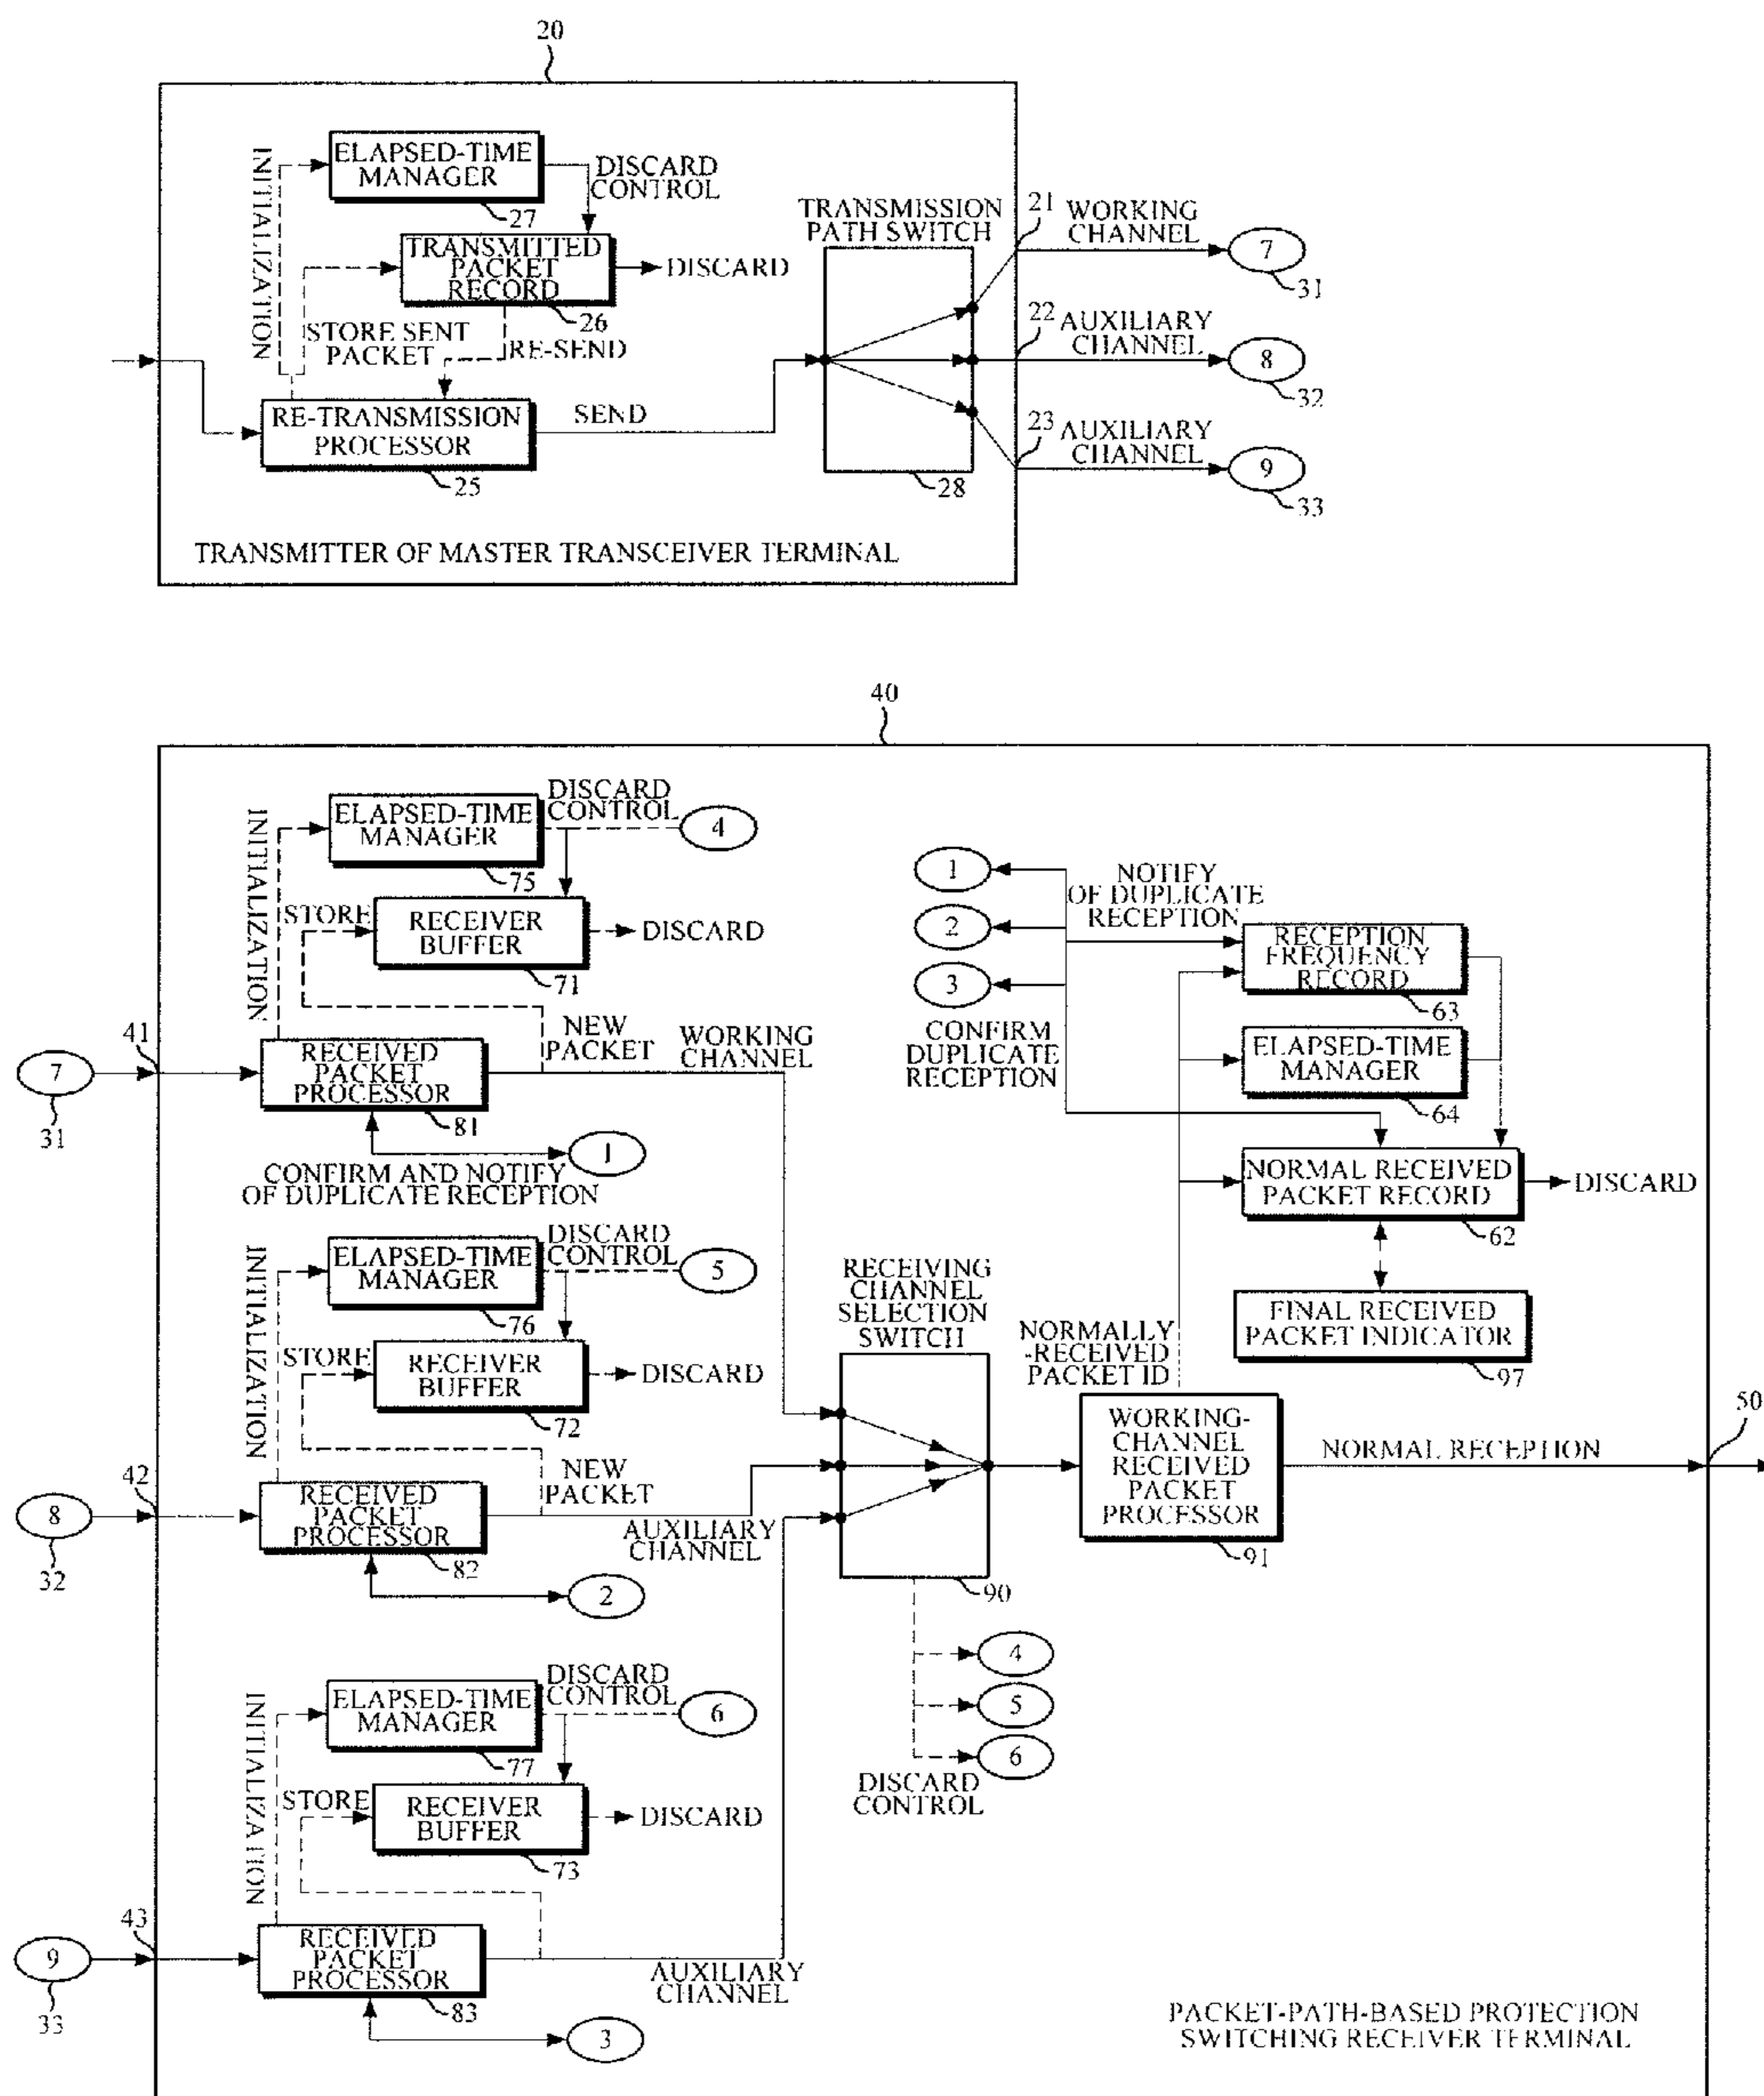 20
ELAPSED-TIME
MANAGER
27
INITIALIZATION
DISCARD
CONTROL
TRANSMITTED
PACKET
RECORD
26
DISCARD
STORE SENT
PACKET
RE-SEND
RE-TRANSMISSION
PROCESSOR
25
SEND
TRANSMISSION
PATH SWITCH
28
21
WORKING
CHANNEL
7
31
22
AUXILIARY
CHANNEL
8
32
23
AUXILIARY
CHANNEL
9
33
TRANSMITTER OF MASTER TRANSCEIVER TERMINAL
40
INITIALIZATION
ELAPSED-TIME
MANAGER
75
DISCARD
CONTROL
4
STORE
RECEIVER
BUFFER
71
DISCARD
NEW
PACKET
WORKING
CHANNEL
41
7
31
RECEIVED
PACKET
PROCESSOR
81
1
CONFIRM AND NOTIFY
OF DUPLICATE RECEPTION
1
2
3
NOTIFY
OF DUPLICATE
RECEPTION
CONFIRM
DUPLICATE
RECEPTION
RECEPTION
FREQUENCY
RECORD
63
ELAPSED-TIME
MANAGER
64
NORMAL RECEIVED
PACKET RECORD
62
DISCARD
FINAL RECEIVED
PACKET INDICATOR
97
INITIALIZATION
ELAPSED-TIME
MANAGER
76
DISCARD
CONTROL
5
STORE
RECEIVER
BUFFER
72
DISCARD
NEW
PACKET
AUXILIARY
CHANNEL
42
8
32
RECEIVED
PACKET
PROCESSOR
82
2
RECEIVING
CHANNEL
SELECTION
SWITCH
90
NORMALLY
-RECEIVED
PACKET ID
WORKING-
CHANNEL
RECEIVED
PACKET
PROCESSOR
91
NORMAL RECEPTION
50
4
5
6
DISCARD
CONTROL
INITIALIZATION
ELAPSED-TIME
MANAGER
77
DISCARD
CONTROL
6
STORE
RECEIVER
BUFFER
73
DISCARD
43
9
33
RECEIVED
PACKET
PROCESSOR
83
AUXILIARY
CHANNEL
3
PACKET-PATH-BASED PROTECTION
SWITCHING RECEIVER TERMINAL